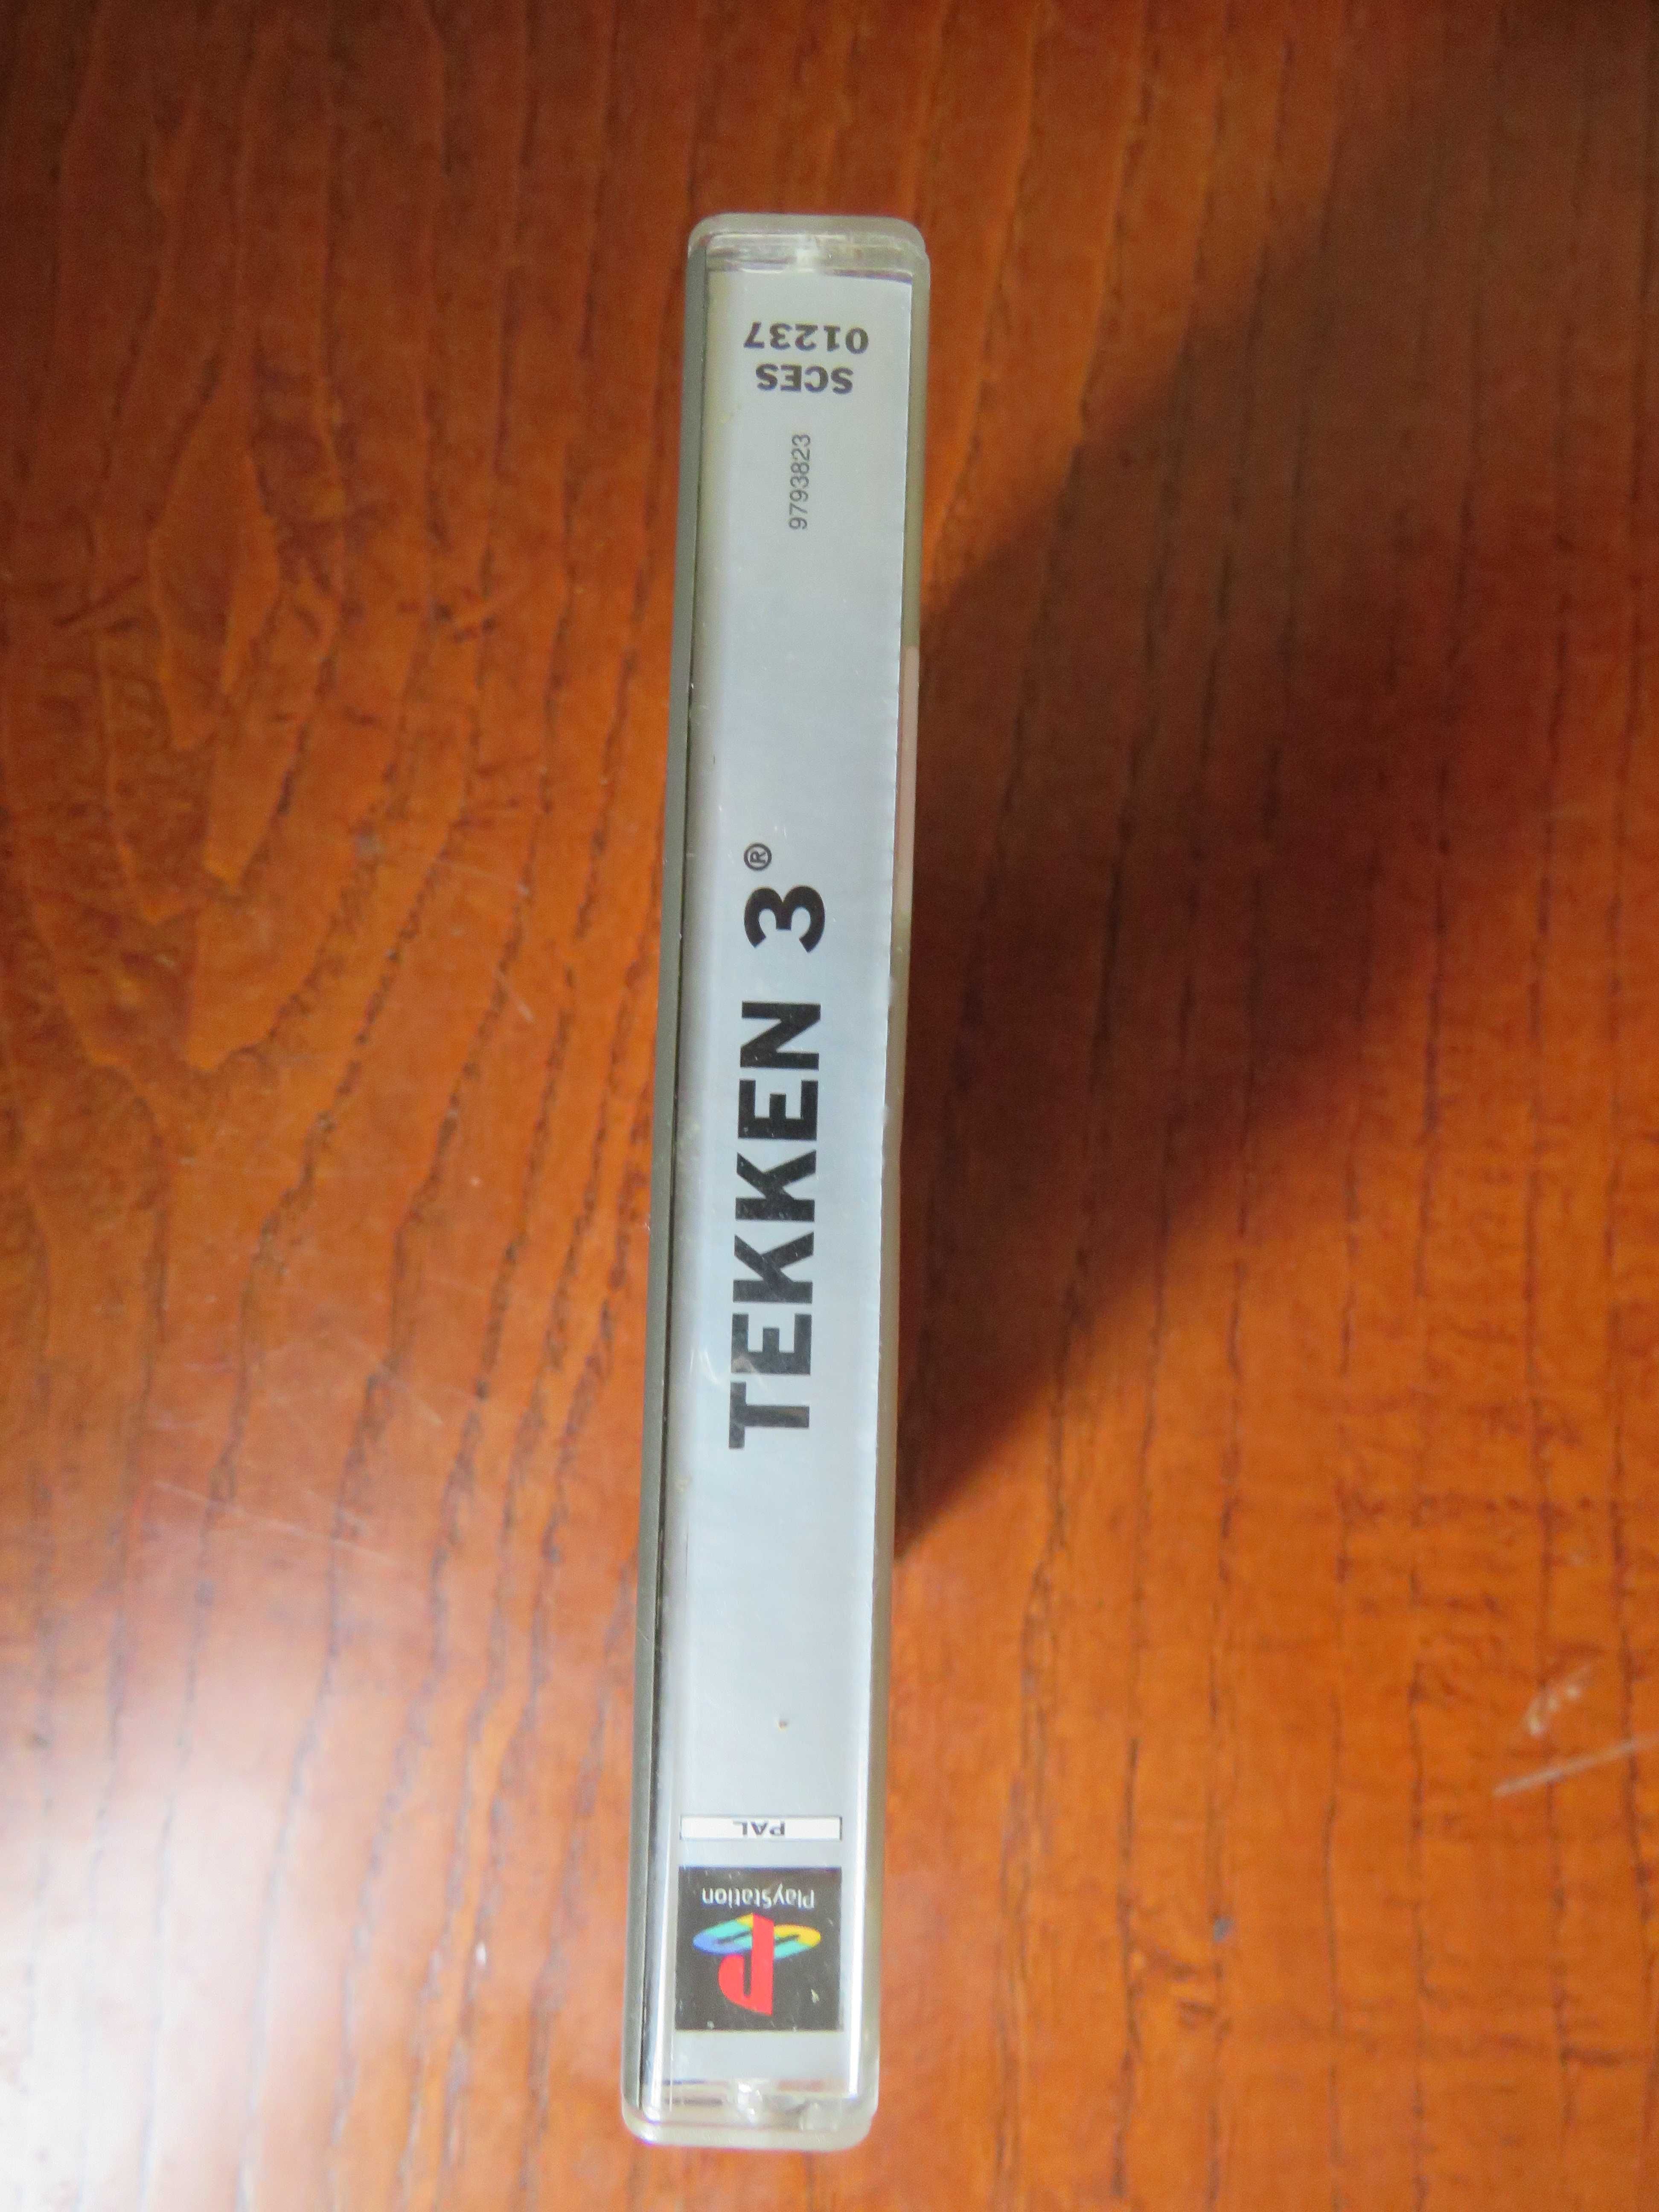 SCES
01237
9793823
TEKKEN 3®
PAL
PlayStation